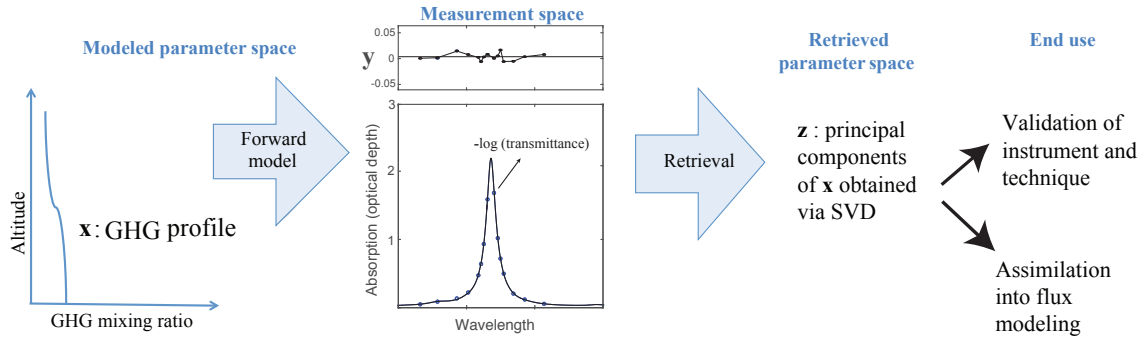 Modeled parameter space
Altitude
x : GHG profile
GHG mixing ratio
Forward
model
Measurement space
0.05
0
-0.05
y
3
2
1
Absorption (optical depth)
-log (transmittance)
Wavelength
Retrieval
Retrieved
parameter space
z : principal
components
of x obtained
via SVD
End use
Validation of
instrument and
technique
Assimilation
into flux
modeling